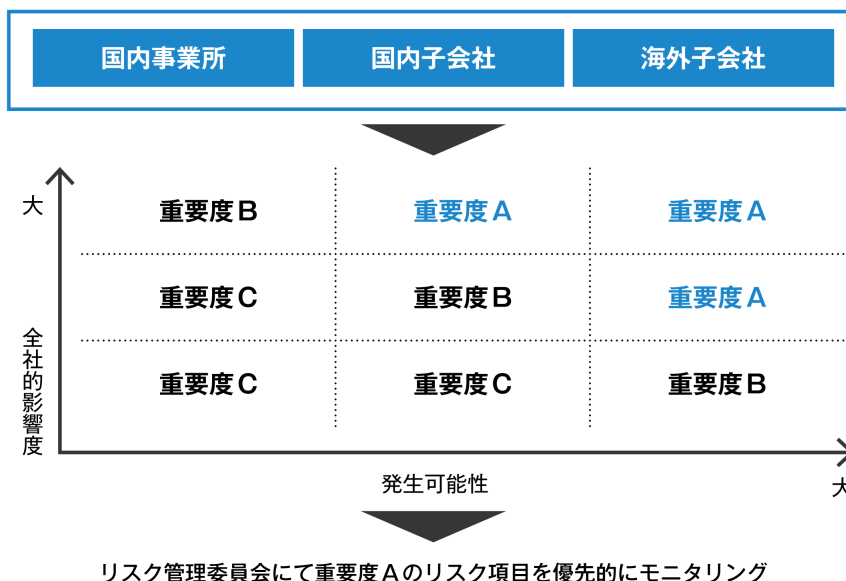 国内事業所 国内子会社 海外子会社
大
重要度B 重要度A 重要度A
重要度C 重要度B 重要度A
重要度C 重要度C 重要度B
全社的影響度
発生可能性
大
リスク管理委員会にて重要度Aのリスク項目を優先的にモニタリング